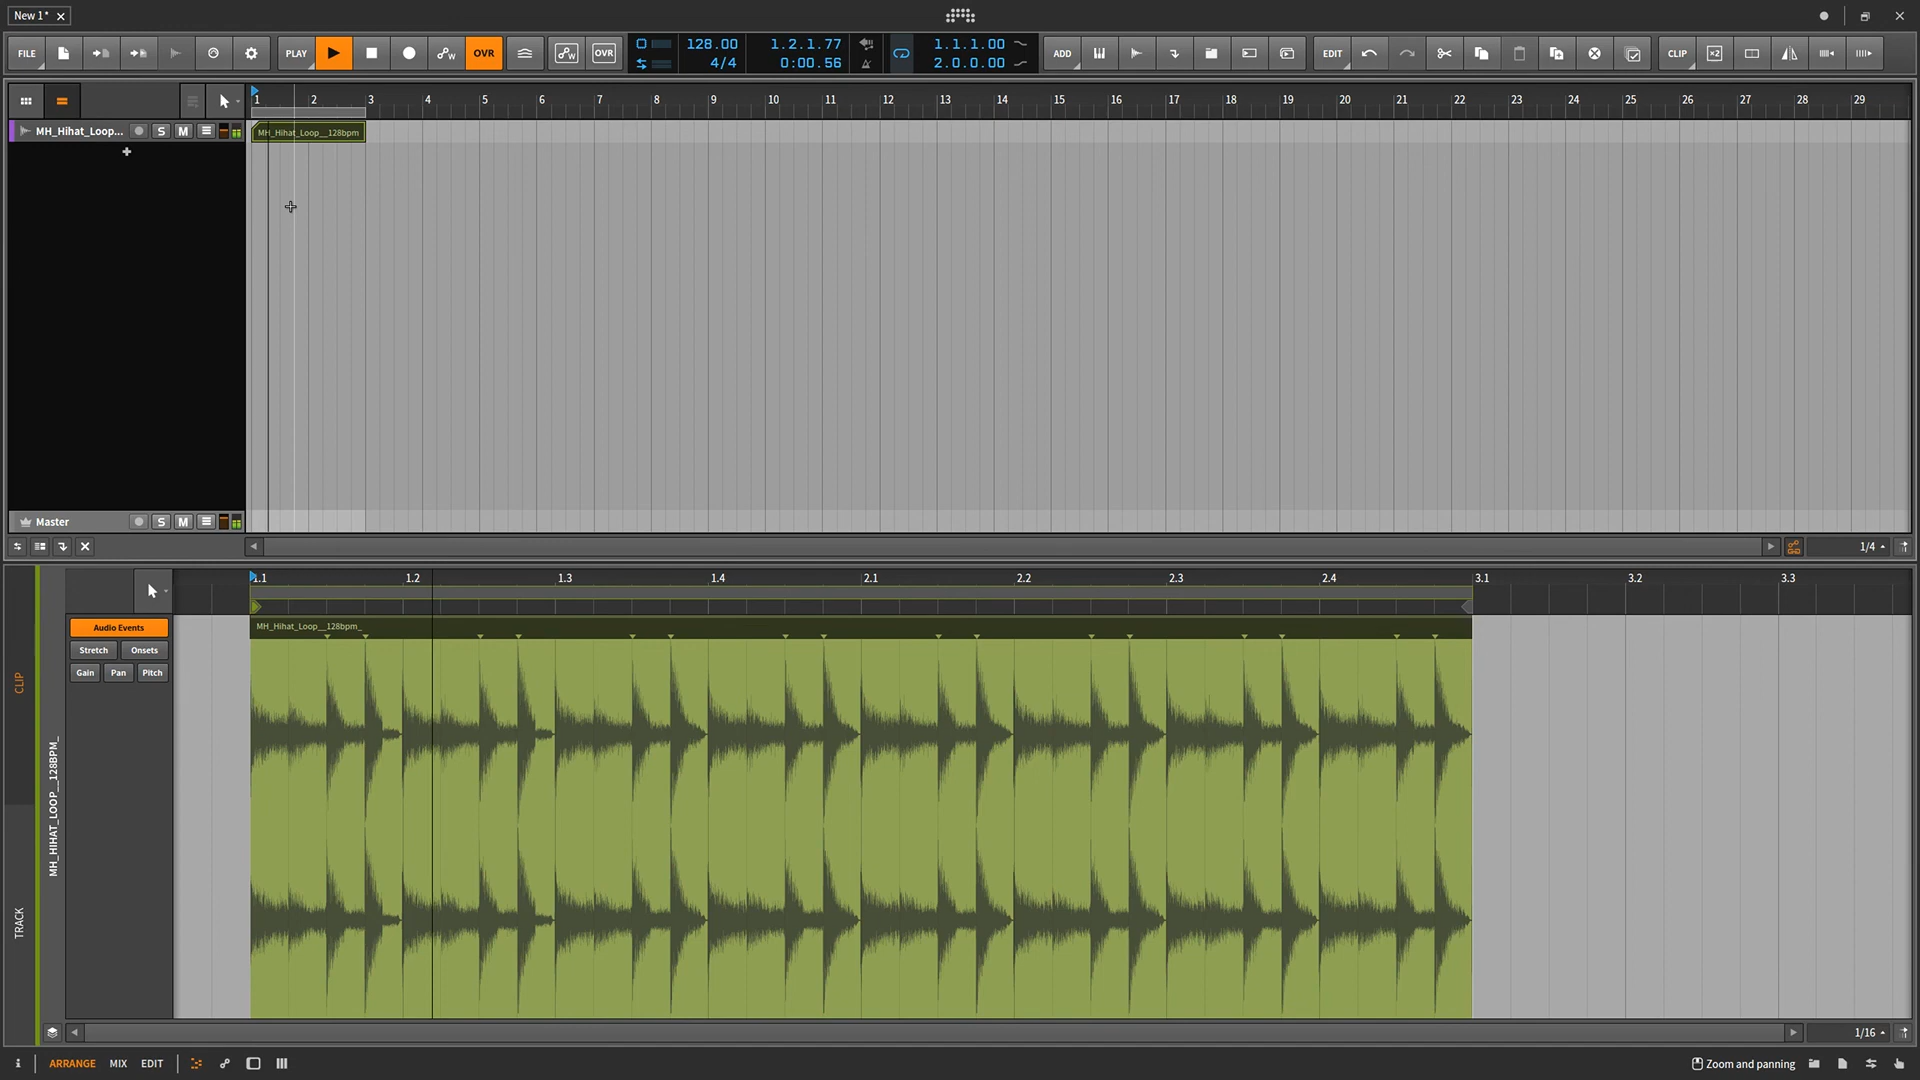 New 1*
FILE
PLAY
OVR
OVR
128.00
4/4
1.2.1.77
0:00.56
1.1.1.00
2.0.0.00
ADD
EDIT
CLIP
1 2 3 4 5 6 7 8 9 10 11 12 13 14 15 16 17 18 19 20 21 22 23 24 25 26 27 28 29
MH_Hihat_Loop... S M
MH_Hihat_Loop__128bpm
Master S M
1/4
1.1 1.2 1.3 1.4 2.1 2.2 2.3 2.4 3.1 3.2 3.3
Audio Events
Stretch Onsets
Gain Pan Pitch
MH_Hihat_Loop__128bpm_
CLIP
TRACK
MH_HIHAT_LOOP__128BPM_
1/16
i ARRANGE MIX EDIT
Zoom and panning